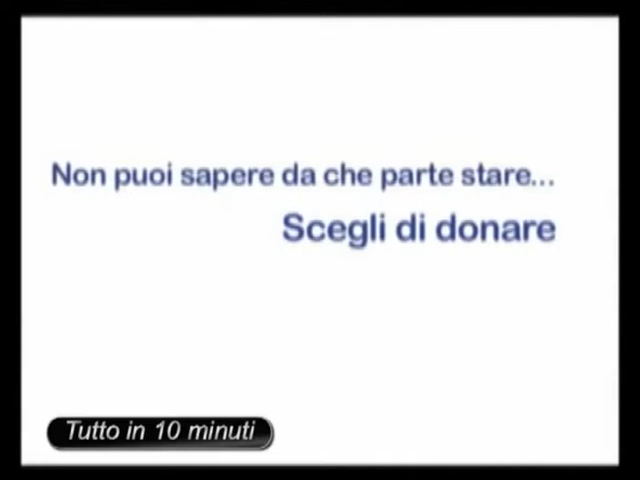 Non puoi sapere da che parte stare...
Scegli di donare
Tutto in 10 minuti